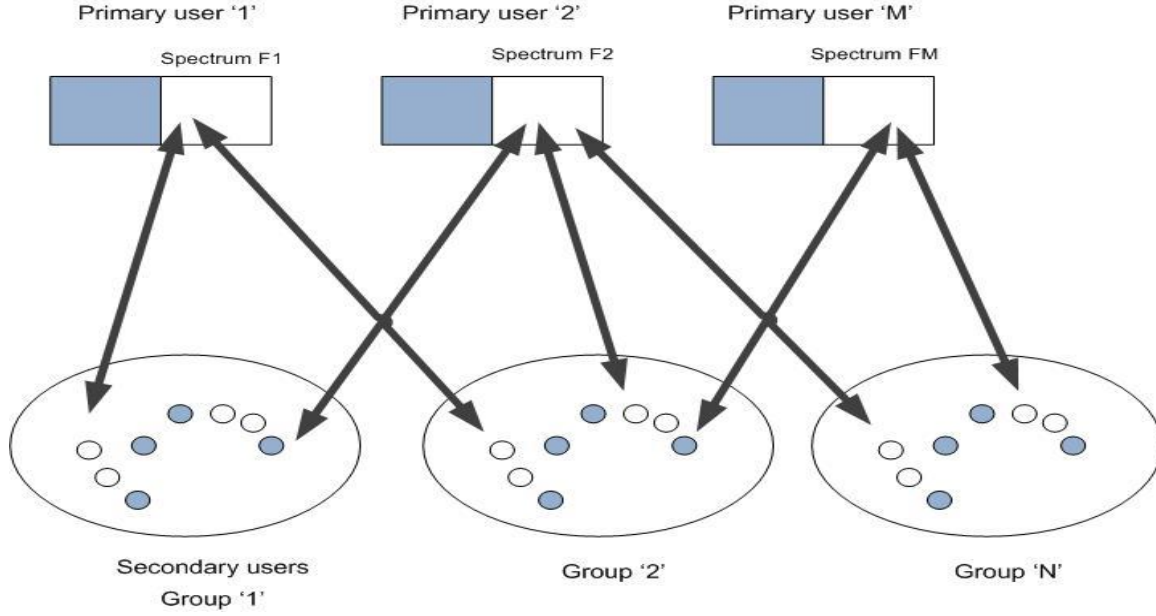 Primary user ‘1’
Primary user ‘2’
Primary user ‘M’
Spectrum F1
Spectrum F2
Spectrum FM
Secondary users
Group ‘1’
Group ‘2’
Group ‘N’